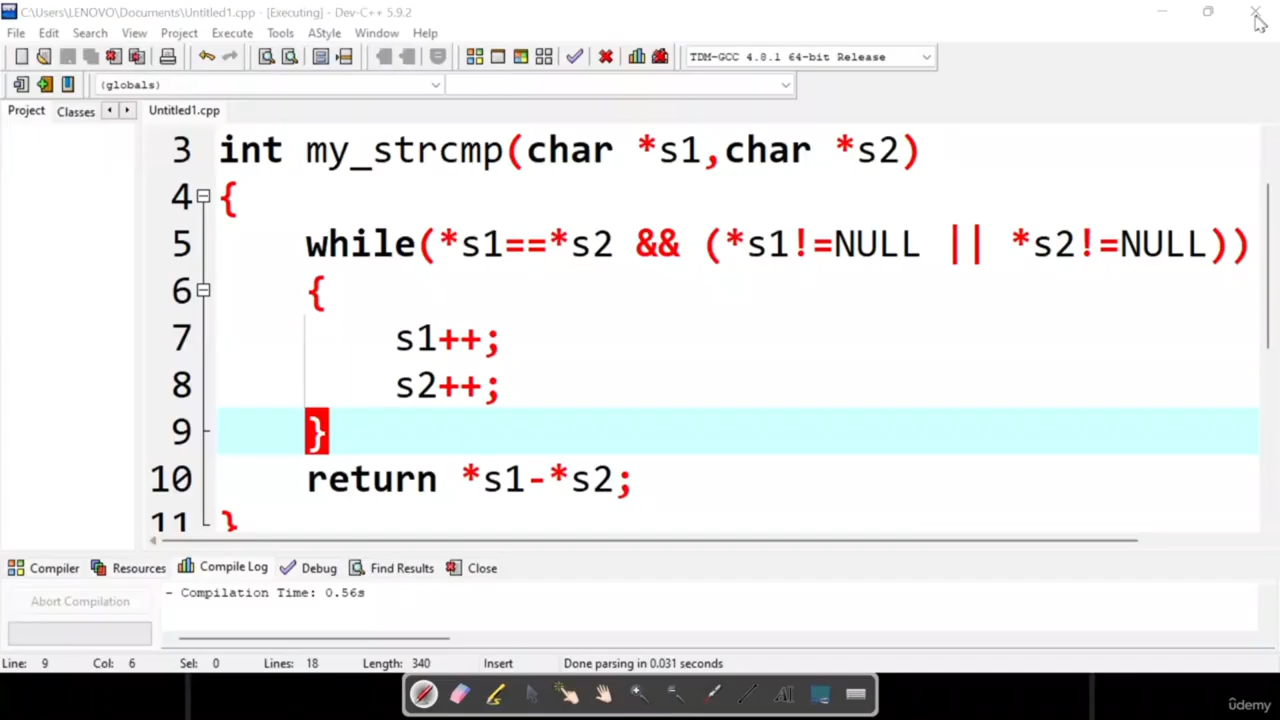 C:\Users\LENOVO\Documents\Untitled1.cpp - [Executing] - Dev-C++ 5.9.2
File Edit Search View Project Execute Tools AStyle Window Help
TDM-GCC 4.8.1 64-bit Release
(globals)
Project Classes Untitled1.cpp
3 int my_strcmp(char *s1,char *s2)
4 {
5 while(*s1==*s2 && (*s1!=NULL || *s2!=NULL))
6 {
7 s1++;
8 s2++;
9 }
10 return *s1-*s2;
11 }
Compiler Resources Compile Log Debug Find Results Close
Abort Compilation
- Compilation Time: 0.56s
Line: 9 Col: 6 Sel: 0 Lines: 18 Length: 340 Insert Done parsing in 0.031 seconds
AI
ûdemy